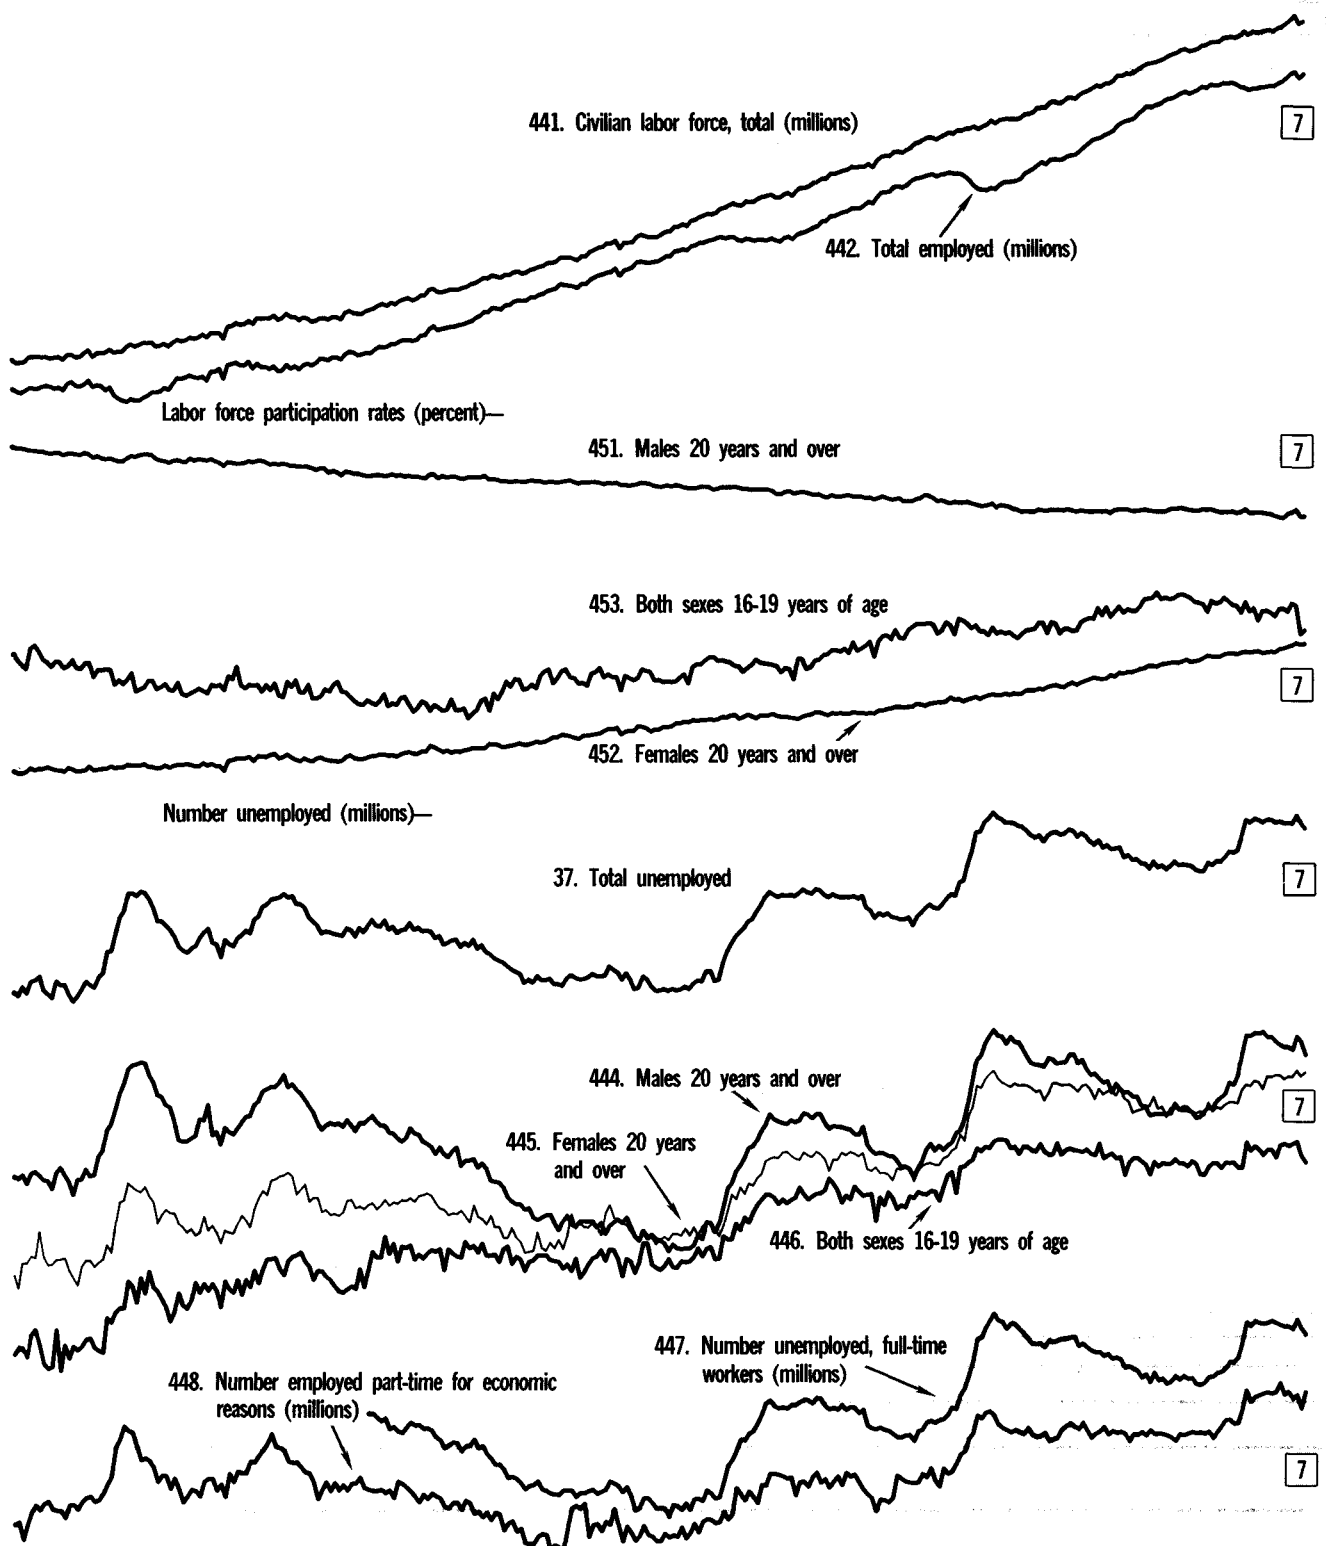 441. Civilian labor force, total (millions)
7
442. Total employed (millions)
Labor force participation rates (percent)—
451. Males 20 years and over
7
453. Both sexes 16-19 years of age
7
452. Females 20 years and over
Number unemployed (millions)—
37. Total unemployed
7
444. Males 20 years and over
7
445. Females 20 years
and over
446. Both sexes 16-19 years of age
447. Number unemployed, full-time
workers (millions)
448. Number employed part-time for economic
reasons (millions)
7